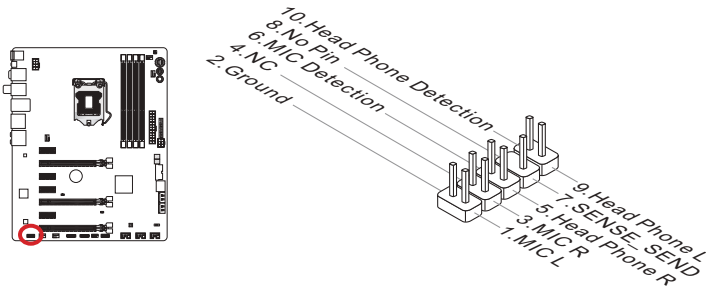 10.Head Phone Detection
8.No Pin
6.MIC Detection
4.NC
2.Ground
9.Head Phone L
7.SENSE_SEND
5.Head Phone R
3.MIC R
1.MIC L